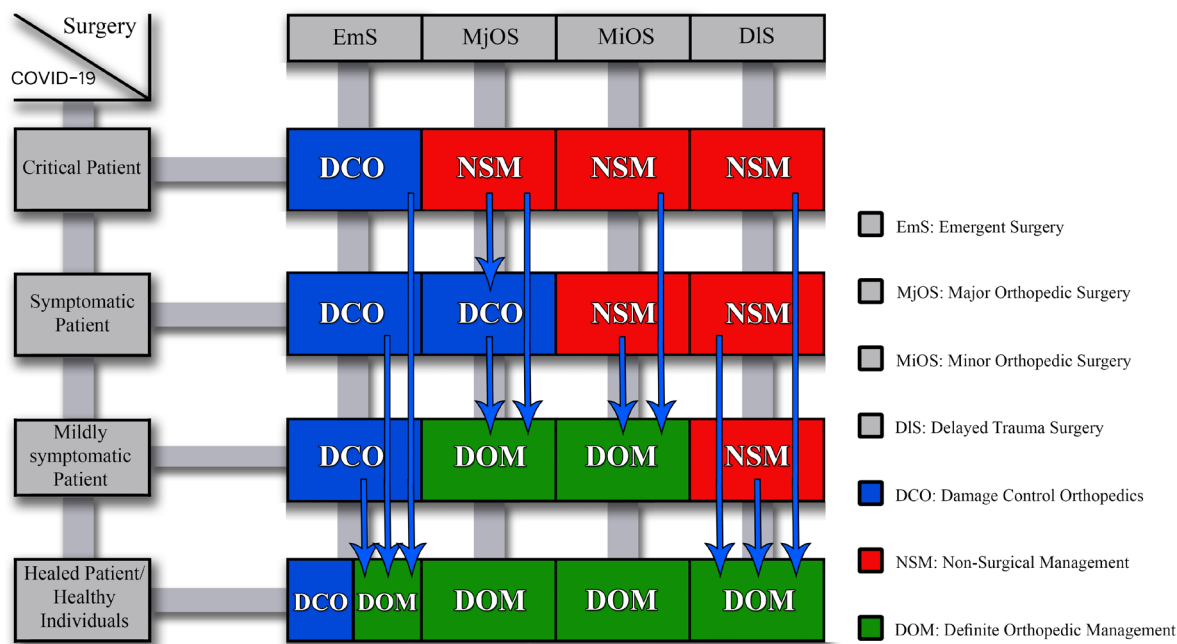 Surgery
COVID-19
EmS MjOS MiOS DlS
Critical Patient
DCO NSM NSM NSM
Symptomatic
Patient
DCO DCO NSM NSM
Mildly
symptomatic
Patient
DCO DOM DOM NSM
Healed Patient/
Healthy
Individuals
DCO DOM DOM DOM DOM
EmS: Emergent Surgery
MjOS: Major Orthopedic Surgery
MiOS: Minor Orthopedic Surgery
DlS: Delayed Trauma Surgery
DCO: Damage Control Orthopedics
NSM: Non-Surgical Management
DOM: Definite Orthopedic Management